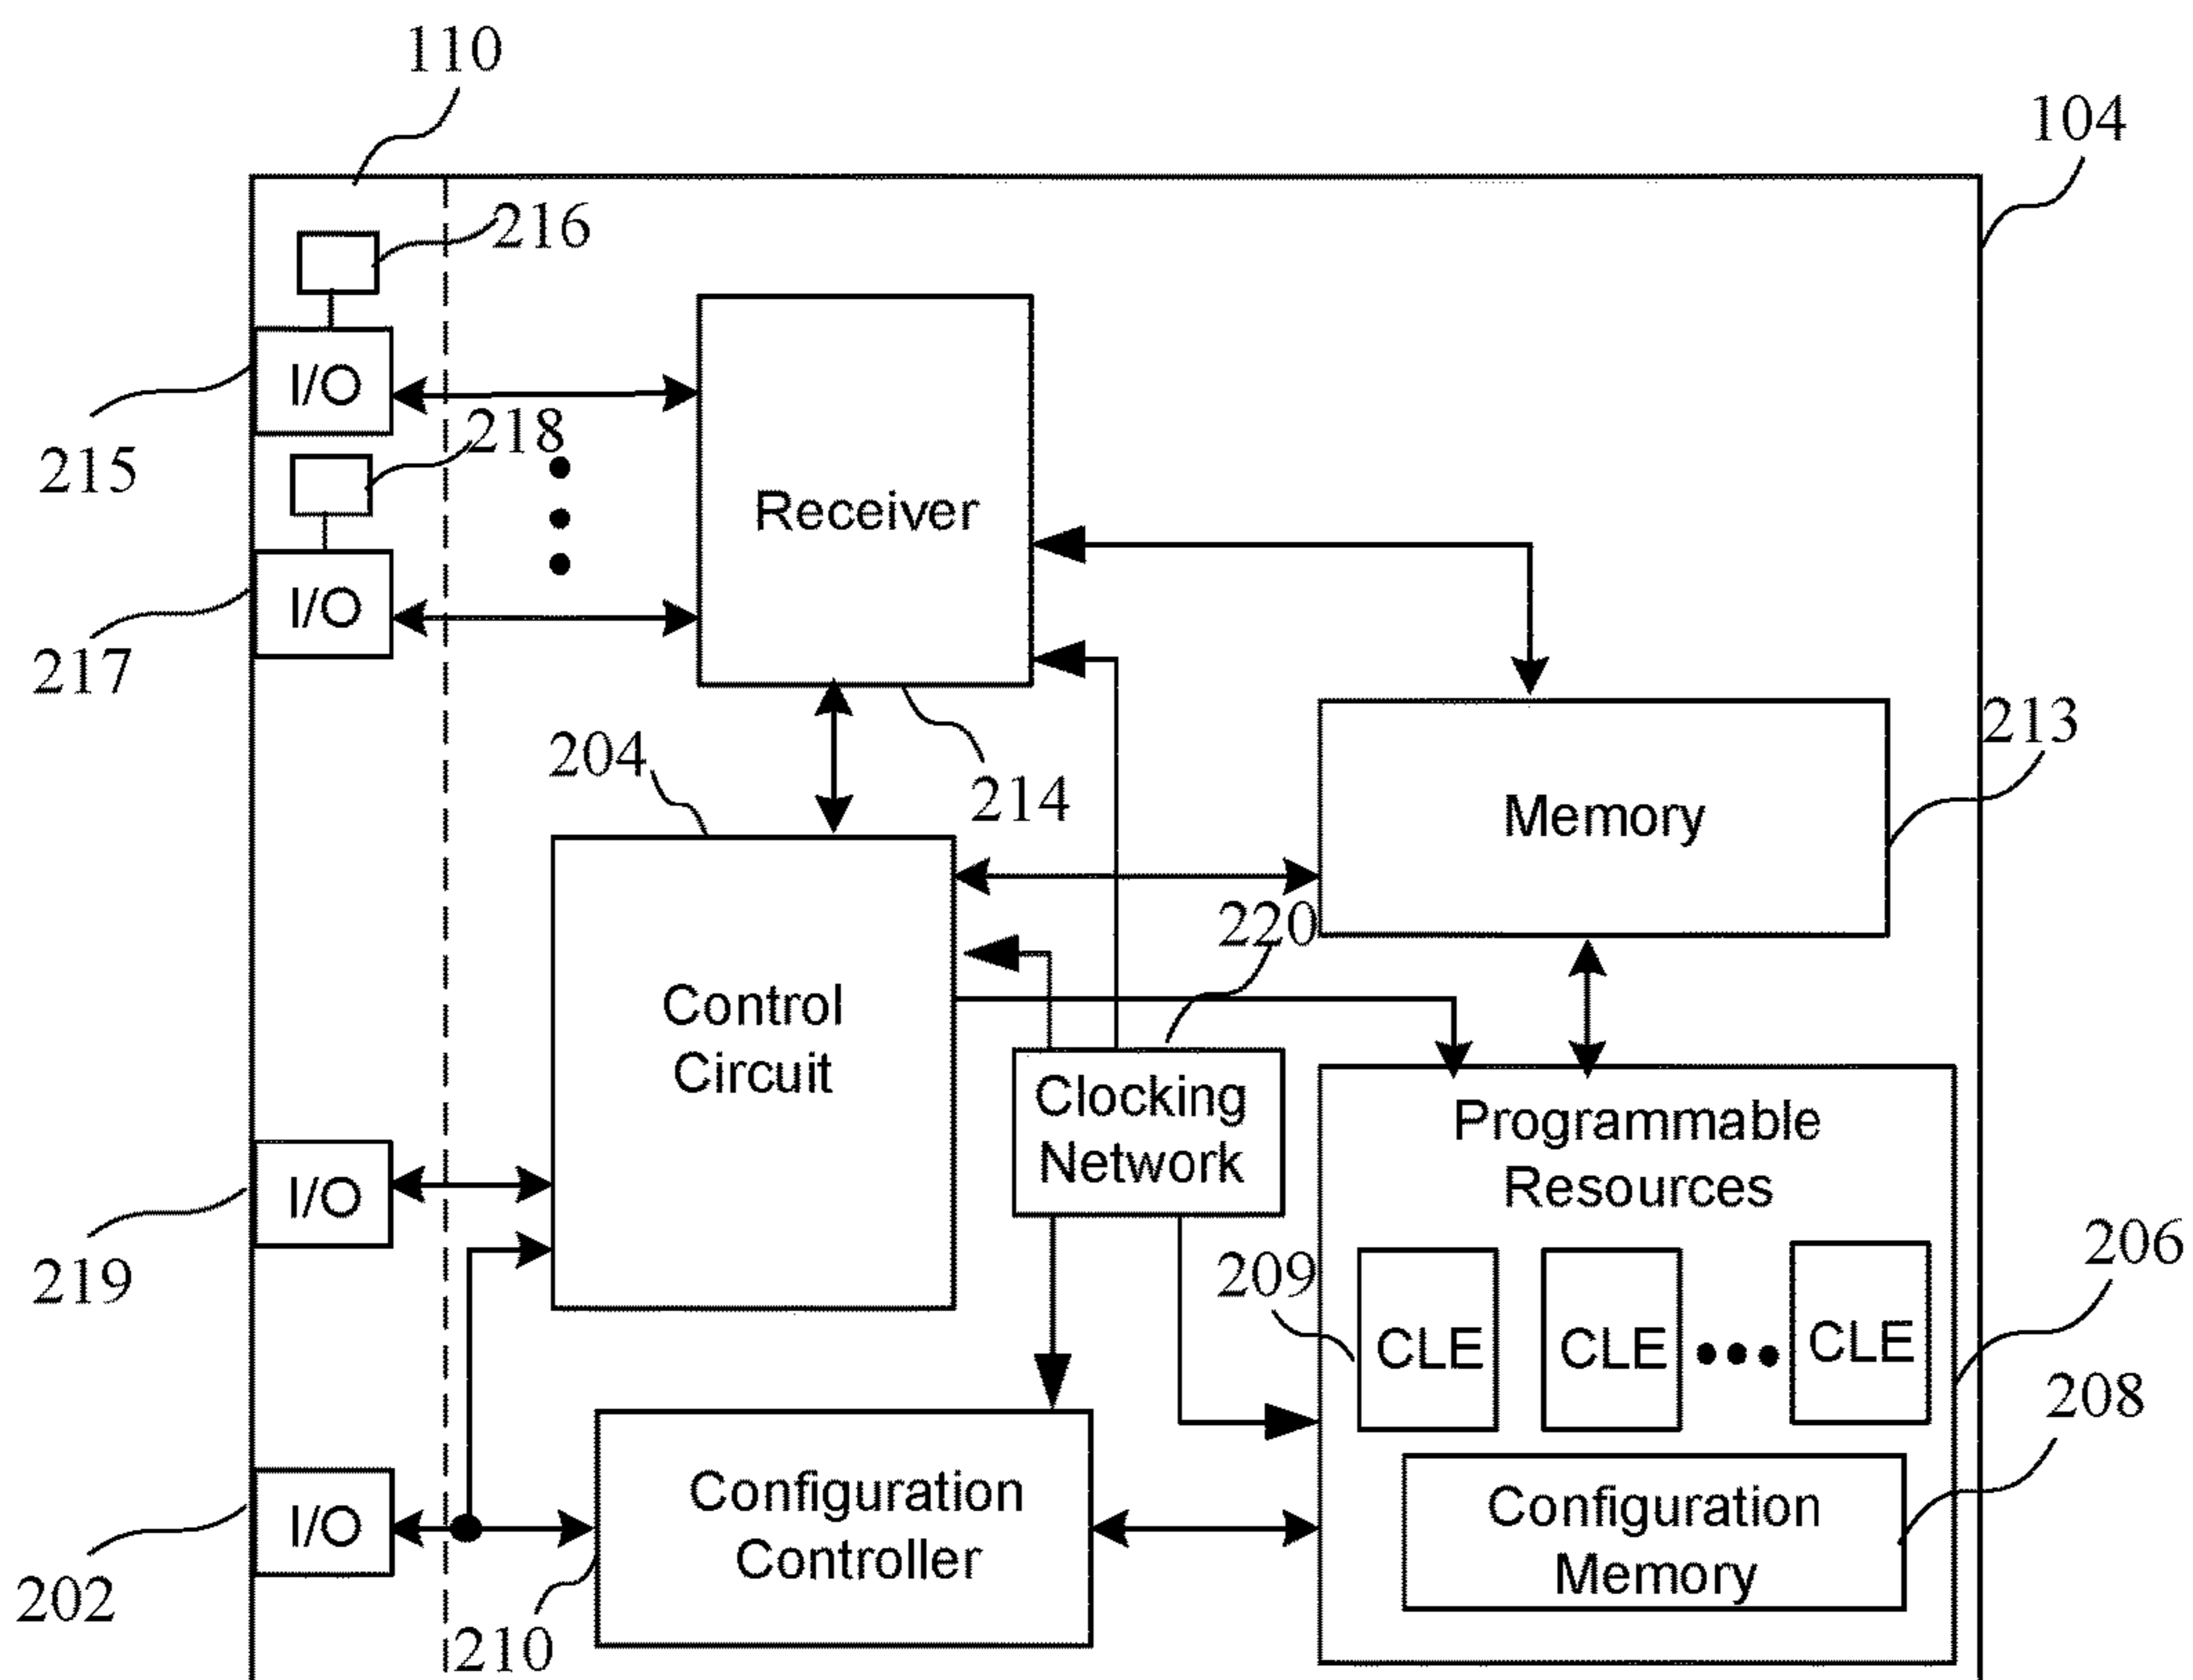 110
104
216
I/O
215
218
Receiver
I/O
217
204
214
213
Memory
220
Control
Circuit
Clocking
Network
Programmable
Resources
I/O
219
209
CLE
CLE
CLE
206
208
I/O
202
Configuration
Controller
210
Configuration
Memory